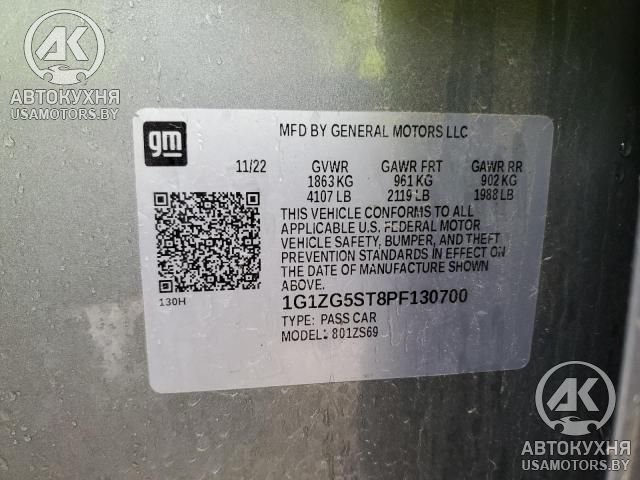 АВТОКУХНЯ
USAMOTORS.BY
gm
MFD BY GENERAL MOTORS LLC
11/22 GVWR GAWR FRT GAWR RR
1863 KG 961 KG 902 KG
4107 LB 2119 LB 1988 LB
THIS VEHICLE CONFORMS TO ALL
APPLICABLE U.S. FEDERAL MOTOR
VEHICLE SAFETY, BUMPER, AND THEFT
PREVENTION STANDARDS IN EFFECT ON
THE DATE OF MANUFACTURE SHOWN
ABOVE.
130H
1G1ZG5ST8PF130700
TYPE: PASS CAR
MODEL: 801ZS69
АК
АВТОКУХНЯ
USAMOTORS.BY